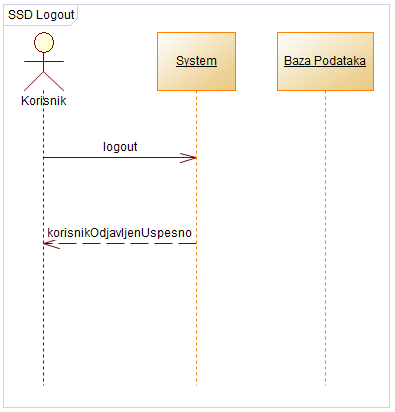 SSD Logout
Korisnik
System
Baza Podataka
logout
korisnikOdjavljenUspesno